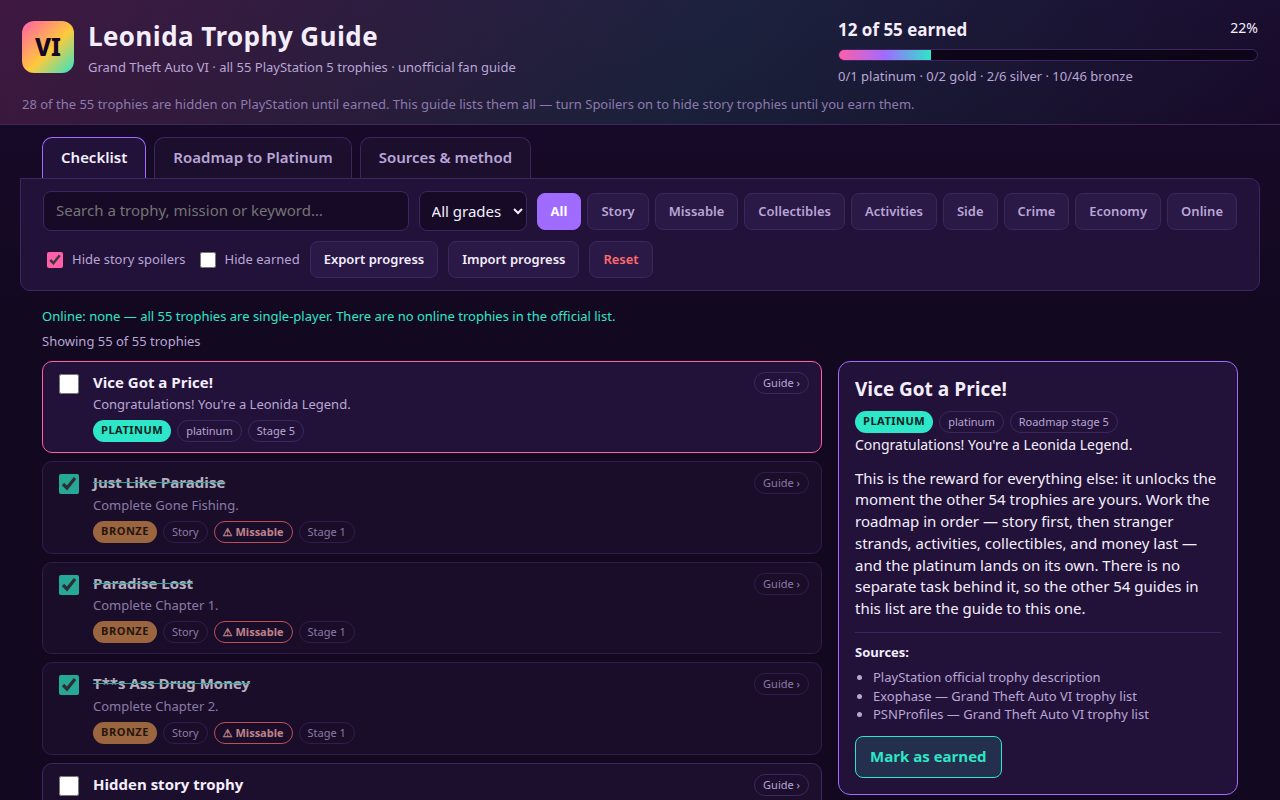 VI
Leonida Trophy Guide
Grand Theft Auto VI · all 55 PlayStation 5 trophies · unofficial fan guide
12 of 55 earned
22%
0/1 platinum · 0/2 gold · 2/6 silver · 10/46 bronze
28 of the 55 trophies are hidden on PlayStation until earned. This guide lists them all — turn Spoilers on to hide story trophies until you earn them.
Checklist
Roadmap to Platinum
Sources & method
Search a trophy, mission or keyword...
All grades
All
Story
Missable
Collectibles
Activities
Side
Crime
Economy
Online
Hide story spoilers
Hide earned
Export progress
Import progress
Reset
Online: none — all 55 trophies are single-player. There are no online trophies in the official list.
Showing 55 of 55 trophies
Vice Got a Price!
Guide ›
Congratulations! You're a Leonida Legend.
PLATINUM
platinum
Stage 5
Just Like Paradise
Guide ›
Complete Gone Fishing.
BRONZE
Story
⚠ Missable
Stage 1
Paradise Lost
Guide ›
Complete Chapter 1.
BRONZE
Story
⚠ Missable
Stage 1
T**s Ass Drug Money
Guide ›
Complete Chapter 2.
BRONZE
Story
⚠ Missable
Stage 1
Hidden story trophy
Guide ›
Vice Got a Price!
PLATINUM
platinum
Roadmap stage 5
Congratulations! You're a Leonida Legend.
This is the reward for everything else: it unlocks the
moment the other 54 trophies are yours. Work the
roadmap in order — story first, then stranger
strands, activities, collectibles, and money last —
and the platinum lands on its own. There is no
separate task behind it, so the other 54 guides in
this list are the guide to this one.
Sources:
PlayStation official trophy description
Exophase — Grand Theft Auto VI trophy list
PSNProfiles — Grand Theft Auto VI trophy list
Mark as earned